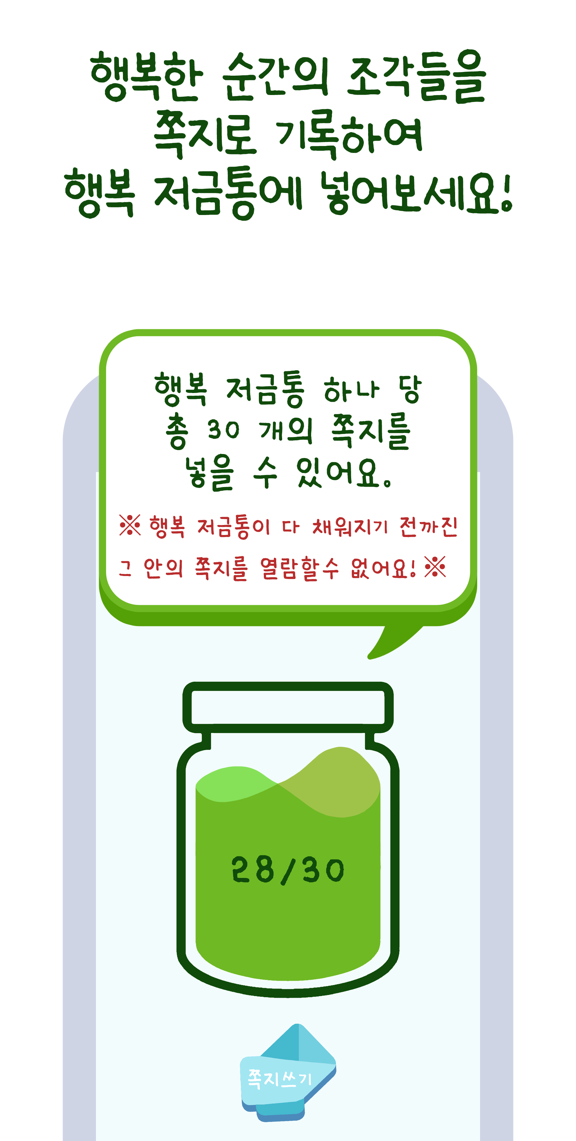 행복한 순간의 조각들을
쪽지로 기록하여
행복 저금통에 넣어보세요!
행복 저금통 하나 당
총 30 개의 쪽지를
넣을 수 있어요.
※ 행복 저금통이 다 채워지기 전까진
그 안의 쪽지를 열람할수 없어요! ※
28/30
쪽지쓰기